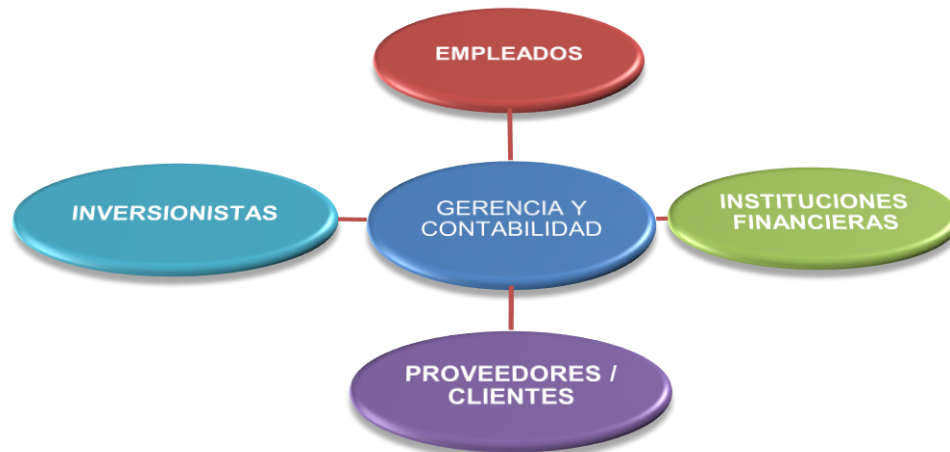 EMPLEADOS
INVERSIONISTAS
GERENCIA Y
CONTABILIDAD
INSTITUCIONES
FINANCIERAS
PROVEEDORES /
CLIENTES